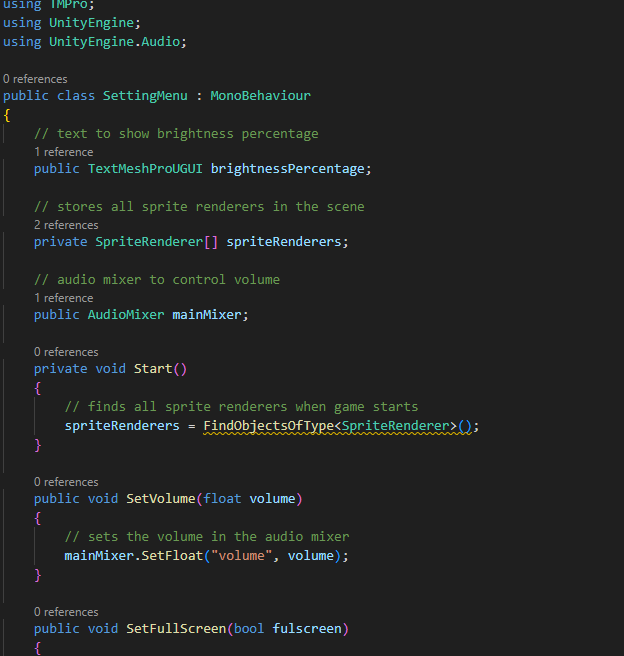 using TMPro;
using UnityEngine;
using UnityEngine.Audio;
0 references
public class SettingMenu : MonoBehaviour
{
// text to show brightness percentage
1 reference
public TextMeshProUGUI brightnessPercentage;
// stores all sprite renderers in the scene
2 references
private SpriteRenderer[] spriteRenderers;
// audio mixer to control volume
1 reference
public AudioMixer mainMixer;
0 references
private void Start()
{
// finds all sprite renderers when game starts
spriteRenderers = FindObjectsOfType<SpriteRenderer>();
}
0 references
public void SetVolume(float volume)
{
// sets the volume in the audio mixer
mainMixer.SetFloat("volume", volume);
}
0 references
public void SetFullScreen(bool fulscreen)
{